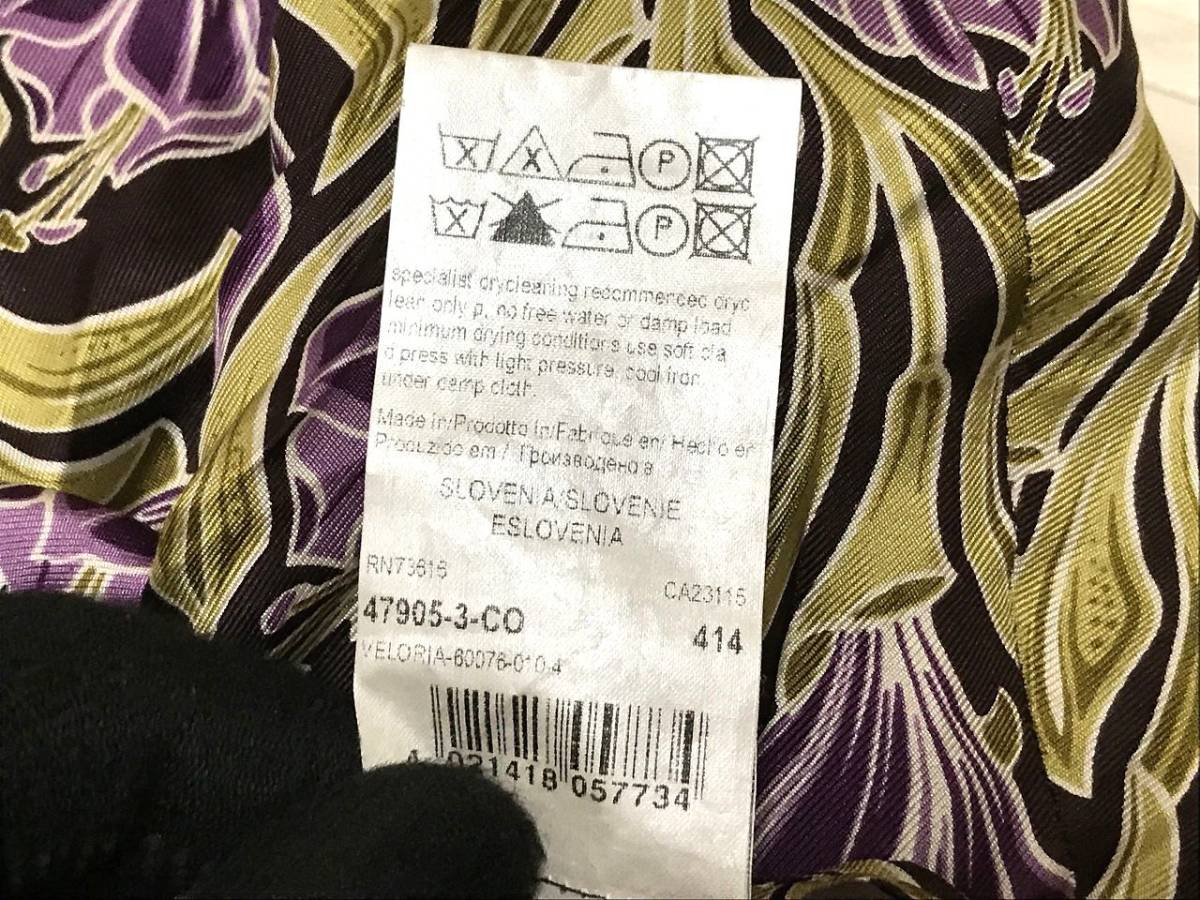 specialist drycleaning recommended dryc
lean only p, no free water or damp load
minimum drying conditions use soft pla
d press with light pressure, cool iron
under damp cloth.
Made in/Prodotto in/Fabriqué en/ Hecho en
Produzido em / Произведено в
SLOVENIA/SLOVENIE
ESLOVENIA
RN73616
CA23115
47905-3-CO
414
VELORIA-60076-010.4
4 021418 057734